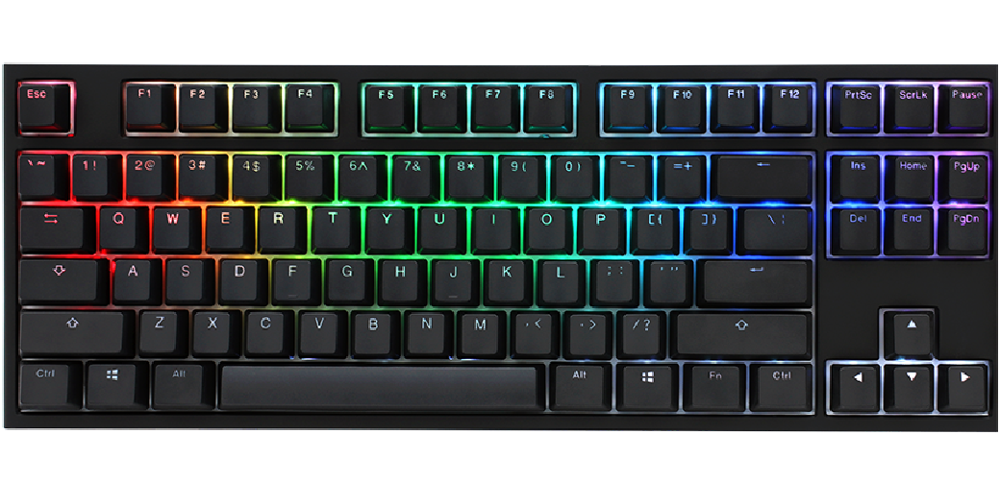 Esc F1 F2 F3 F4 F5 F6 F7 F8 F9 F10 F11 F12 PrtSc ScrLk Pause
`~ 1! 2@ 3# 4$ 5% 6^ 7& 8* 9( 0) -_ =+ ← Ins Home PgUp
Q W E R T Y U I O P [{ ]} \| Del End PgDn
A S D F G H J K L ;: '"
Z X C V B N M ,< .> /?
Ctrl Alt Alt Fn Ctrl